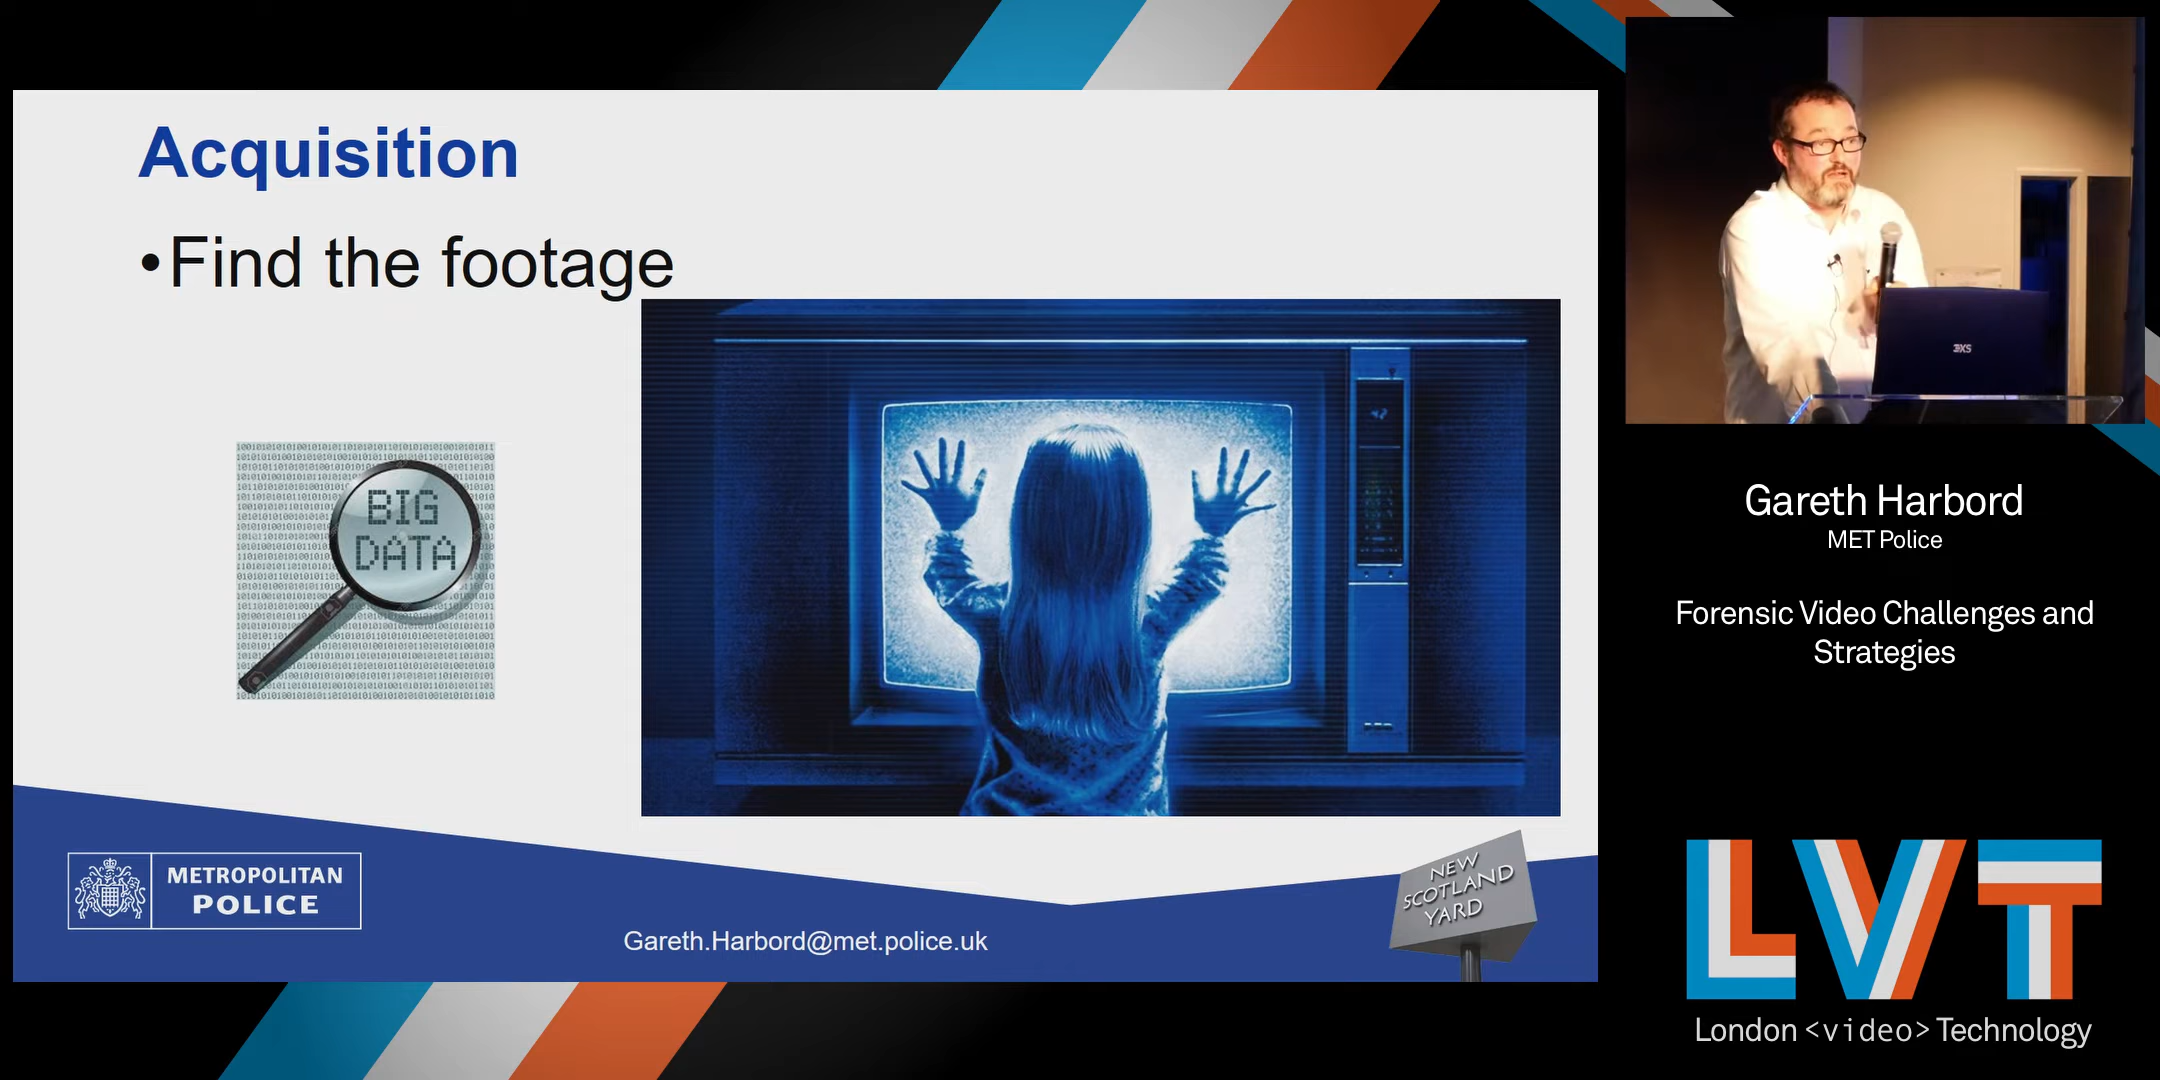 Acquisition
•Find the footage
BIG
DATA
METROPOLITAN
POLICE
Gareth.Harbord@met.police.uk
NEW
SCOTLAND
YARD
Gareth Harbord
MET Police
Forensic Video Challenges and
Strategies
LVT
London <video> Technology